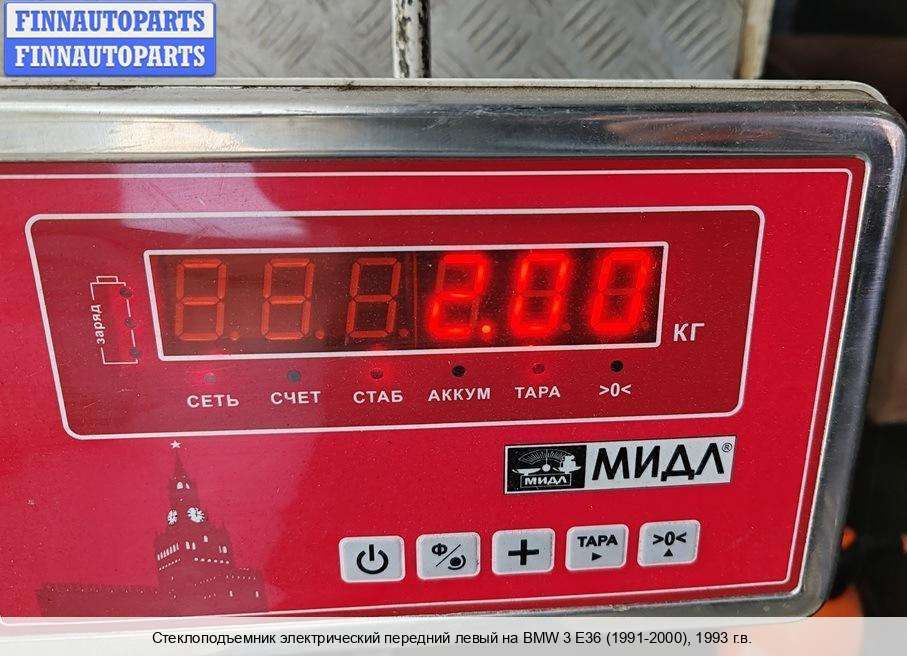 FINNAUTOPARTS
FINNAUTOPARTS
заряд
2.00
КГ
СЕТЬ СЧЕТ СТАБ АККУМ ТАРА >0<
МИДЛ МИДЛ®
Ф ТАРА >0<
Стеклоподъемник электрический передний левый на BMW 3 E36 (1991-2000), 1993 г.в.